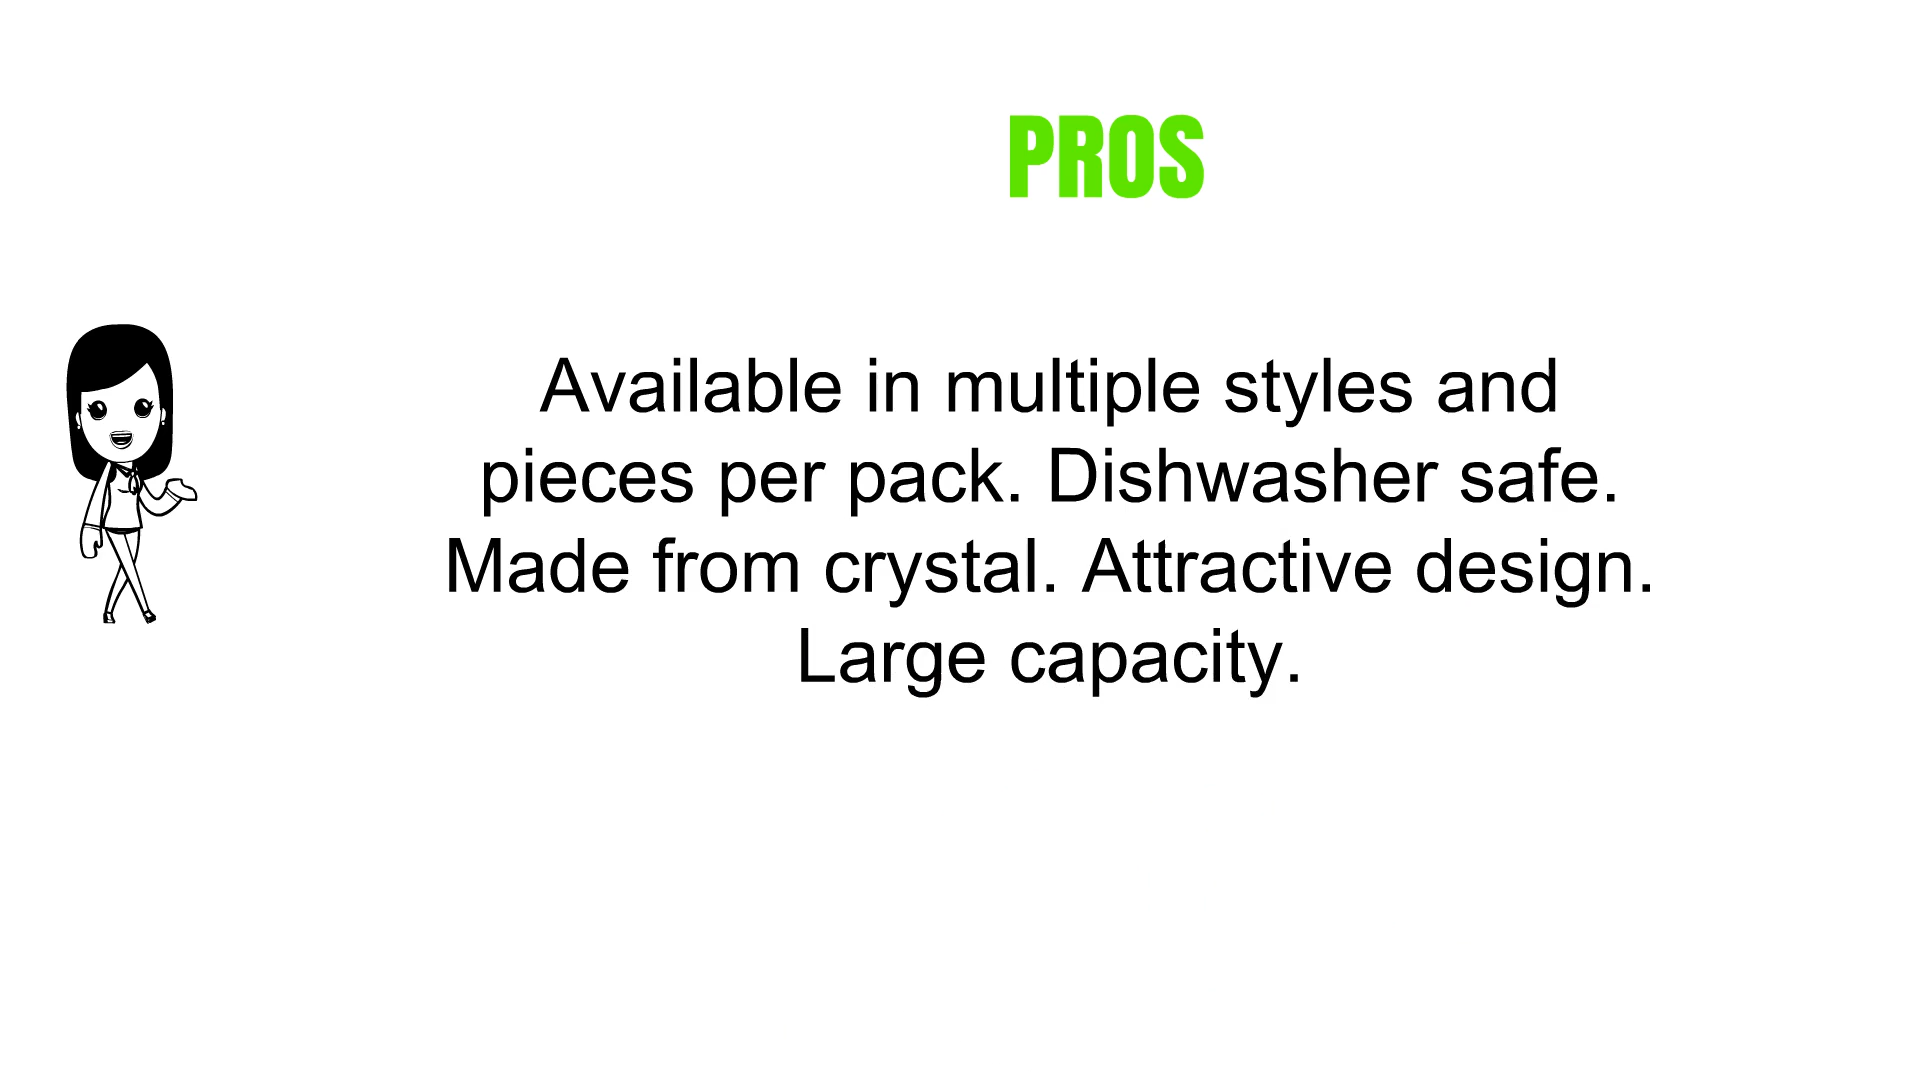 PROS
Available in multiple styles and
pieces per pack. Dishwasher safe.
Made from crystal. Attractive design.
Large capacity.